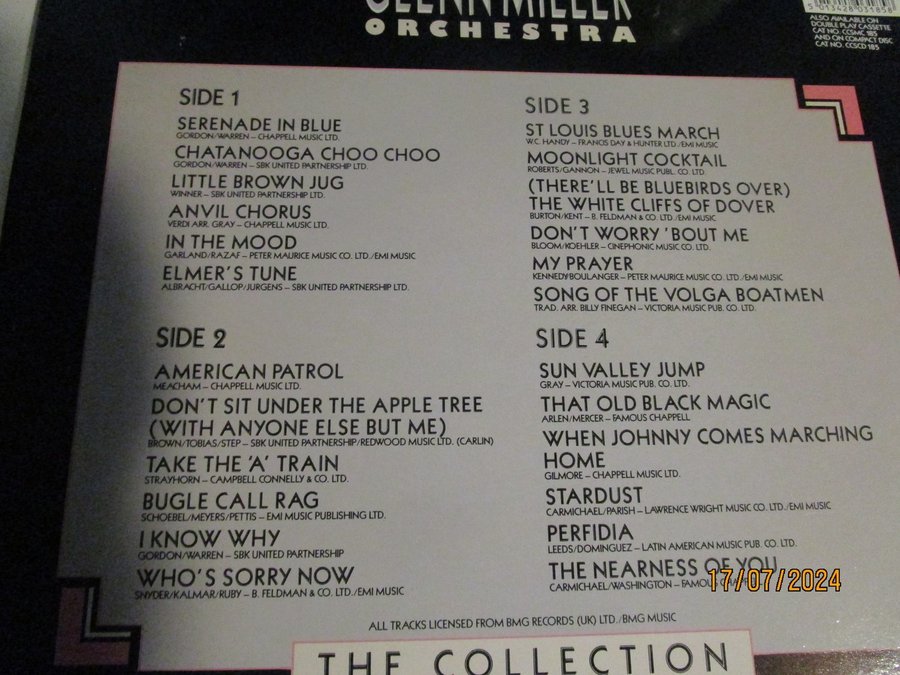 GLENN MILLER
ORCHESTRA
5 013428 031858
ALSO AVAILABLE ON
DOUBLE PLAY CASSETTE
CAT NO. CCSMC 185
AND ON COMPACT DISC
CAT NO. CCSCD 185
SIDE 1
SERENADE IN BLUE
GORDON/WARREN – CHAPPELL MUSIC LTD.
CHATANOOGA CHOO CHOO
GORDON/WARREN – SBK UNITED PARTNERSHIP LTD.
LITTLE BROWN JUG
WINNER – SBK UNITED PARTNERSHIP LTD.
ANVIL CHORUS
VERDI ARR. GRAY – CHAPPELL MUSIC LTD.
IN THE MOOD
GARLAND/RAZAF – PETER MAURICE MUSIC CO. LTD./EMI MUSIC
ELMER'S TUNE
ALBRACHT/GALLOP/JURGENS – SBK UNITED PARTNERSHIP LTD.
SIDE 2
AMERICAN PATROL
MEACHAM – CHAPPELL MUSIC LTD.
DON'T SIT UNDER THE APPLE TREE
(WITH ANYONE ELSE BUT ME)
BROWN/TOBIAS/STEP – SBK UNITED PARTNERSHIP/REDWOOD MUSIC LTD. (CARLIN)
TAKE THE 'A' TRAIN
STRAYHORN – CAMPBELL CONNELLY & CO. LTD.
BUGLE CALL RAG
SCHOEBEL/MEYERS/PETTIS – EMI MUSIC PUBLISHING LTD.
I KNOW WHY
GORDON/WARREN – SBK UNITED PARTNERSHIP
WHO'S SORRY NOW
SNYDER/KALMAR/RUBY – B. FELDMAN & CO. LTD./EMI MUSIC
SIDE 3
ST LOUIS BLUES MARCH
W.C. HANDY – FRANCIS DAY & HUNTER LTD./EMI MUSIC
MOONLIGHT COCKTAIL
ROBERTS/GANNON – JEWEL MUSIC PUBL. CO. LTD.
(THERE'LL BE BLUEBIRDS OVER)
THE WHITE CLIFFS OF DOVER
BURTON/KENT – B. FELDMAN & CO. LTD./EMI MUSIC
DON'T WORRY 'BOUT ME
BLOOM/KOEHLER – CINEPHONIC MUSIC CO. LTD.
MY PRAYER
KENNEDY/BOULANGER – PETER MAURICE MUSIC CO. LTD./EMI MUSIC
SONG OF THE VOLGA BOATMEN
TRAD. ARR. BILLY FINEGAN – VICTORIA MUSIC PUB. CO. LTD.
SIDE 4
SUN VALLEY JUMP
GRAY – VICTORIA MUSIC PUB. CO. LTD.
THAT OLD BLACK MAGIC
ARLEN/MERCER – FAMOUS CHAPPELL
WHEN JOHNNY COMES MARCHING
HOME
GILMORE – CHAPPELL MUSIC LTD.
STARDUST
CARMICHAEL/PARISH – LAWRENCE WRIGHT MUSIC CO. LTD./EMI MUSIC
PERFIDIA
LEEDS/DOMINGUEZ – LATIN AMERICAN MUSIC PUB. CO. LTD.
THE NEARNESS OF YOU
CARMICHAEL/WASHINGTON – FAMOUS
17/07/2024
ALL TRACKS LICENSED FROM BMG RECORDS (UK) LTD./BMG MUSIC
THE COLLECTION